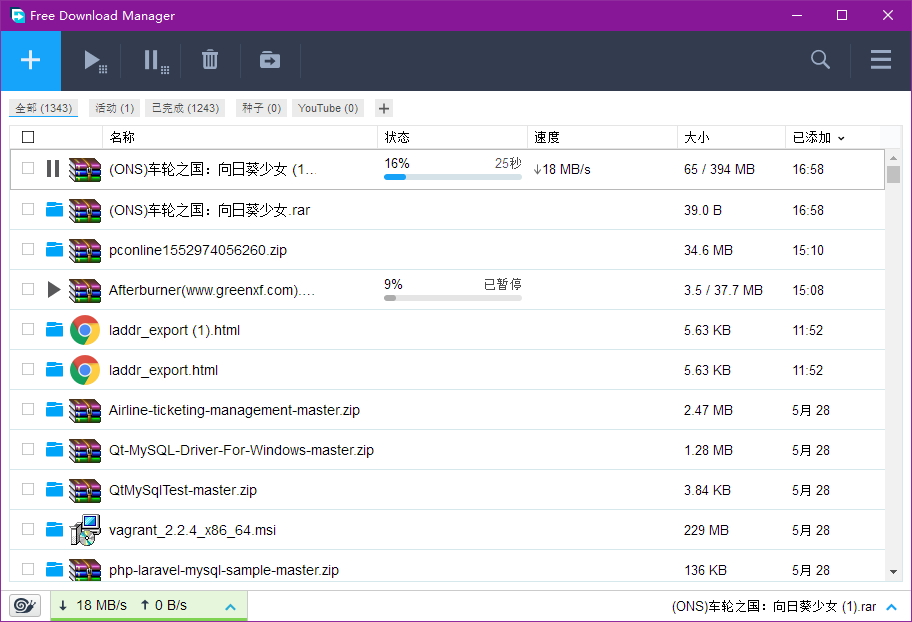 Free Download Manager
全部 (1343) 活动 (1) 已完成 (1243) 种子 (0) YouTube (0) +
名称 状态 速度 大小 已添加
(ONS)车轮之国：向日葵少女 (1... 16% 25秒 ↓18 MB/s 65 / 394 MB 16:58
(ONS)车轮之国：向日葵少女.rar 39.0 B 16:58
pconline1552974056260.zip 34.6 MB 15:10
Afterburner(www.greenxf.com).... 9% 已暂停 3.5 / 37.7 MB 15:08
laddr_export (1).html 5.63 KB 11:52
laddr_export.html 5.63 KB 11:52
Airline-ticketing-management-master.zip 2.47 MB 5月 28
Qt-MySQL-Driver-For-Windows-master.zip 1.28 MB 5月 28
QtMySqlTest-master.zip 3.84 KB 5月 28
vagrant_2.2.4_x86_64.msi 229 MB 5月 28
php-laravel-mysql-sample-master.zip 136 KB 5月 28
↓ 18 MB/s ↑ 0 B/s (ONS)车轮之国：向日葵少女 (1).rar